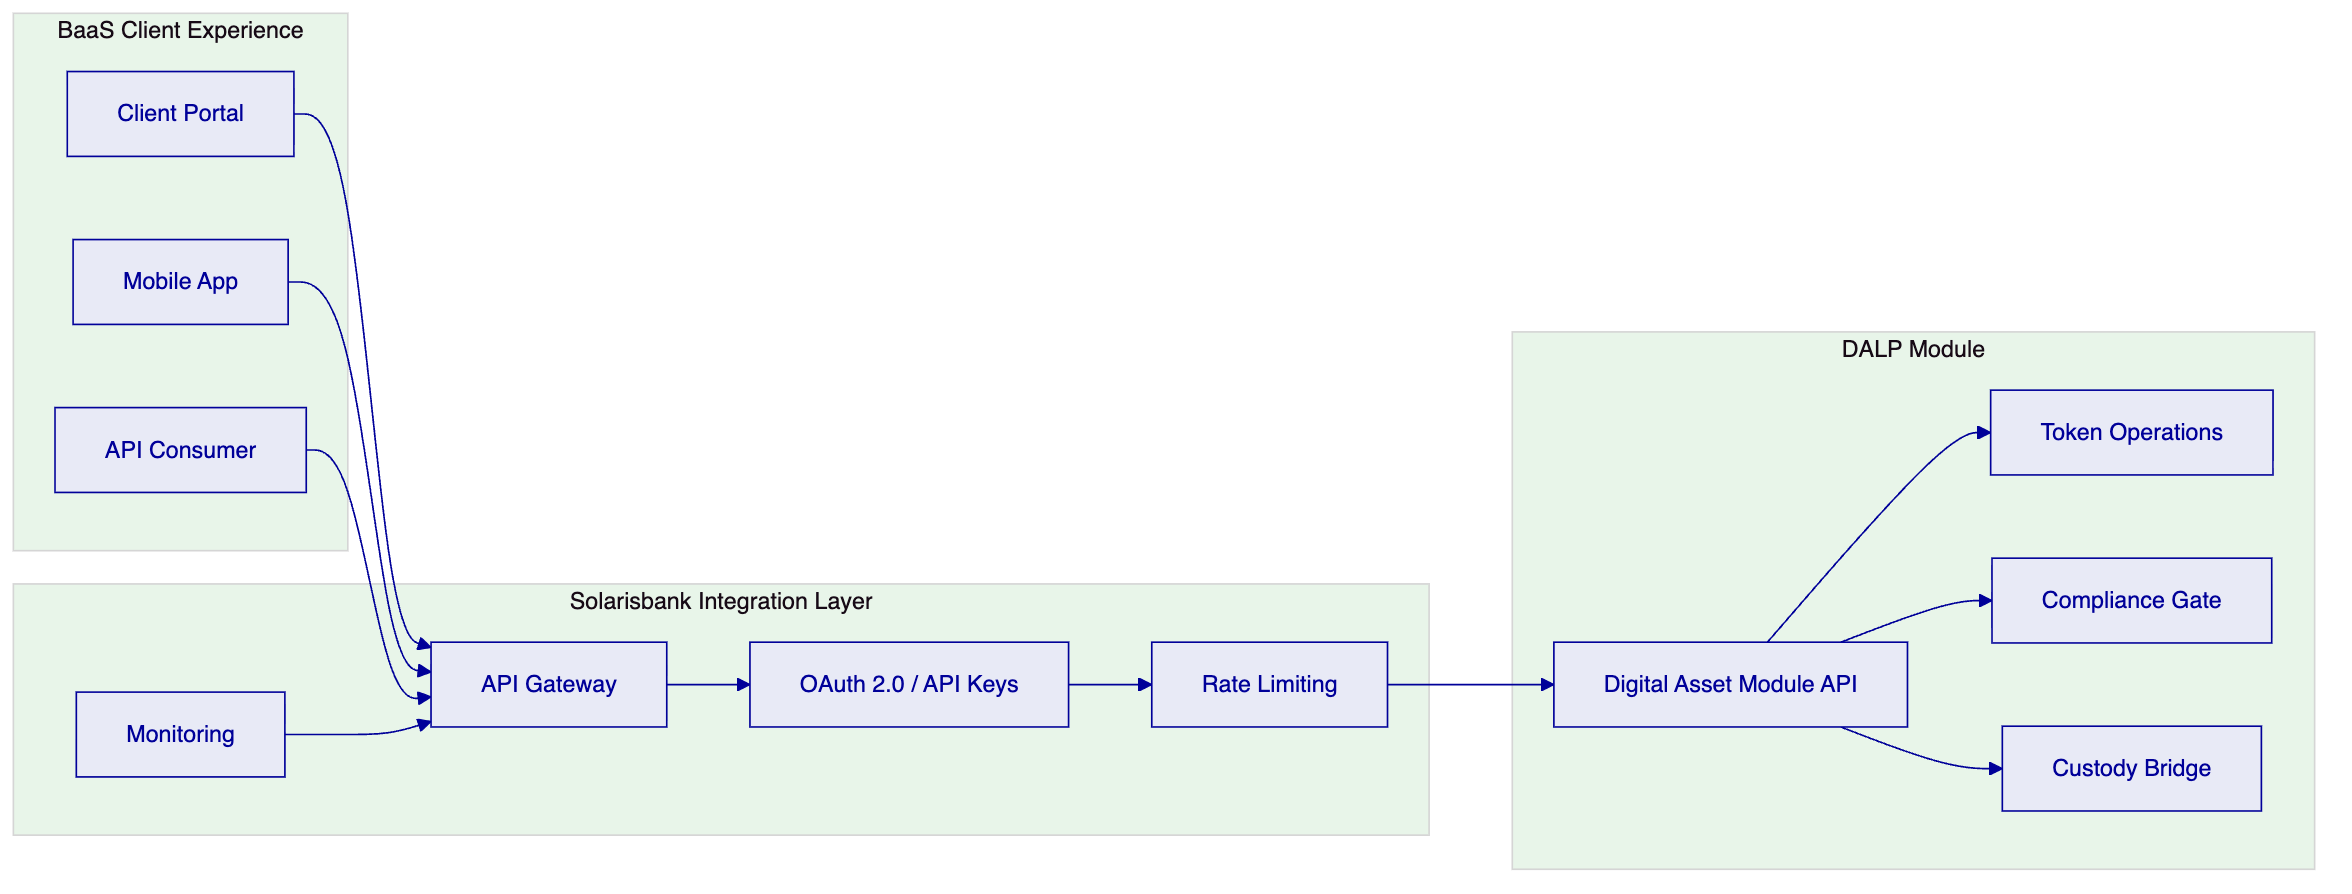 BaaS Client Experience
Client Portal
Mobile App
API Consumer
Solarisbank Integration Layer
Monitoring
API Gateway
OAuth 2.0 / API Keys
Rate Limiting
DALP Module
Digital Asset Module API
Token Operations
Compliance Gate
Custody Bridge